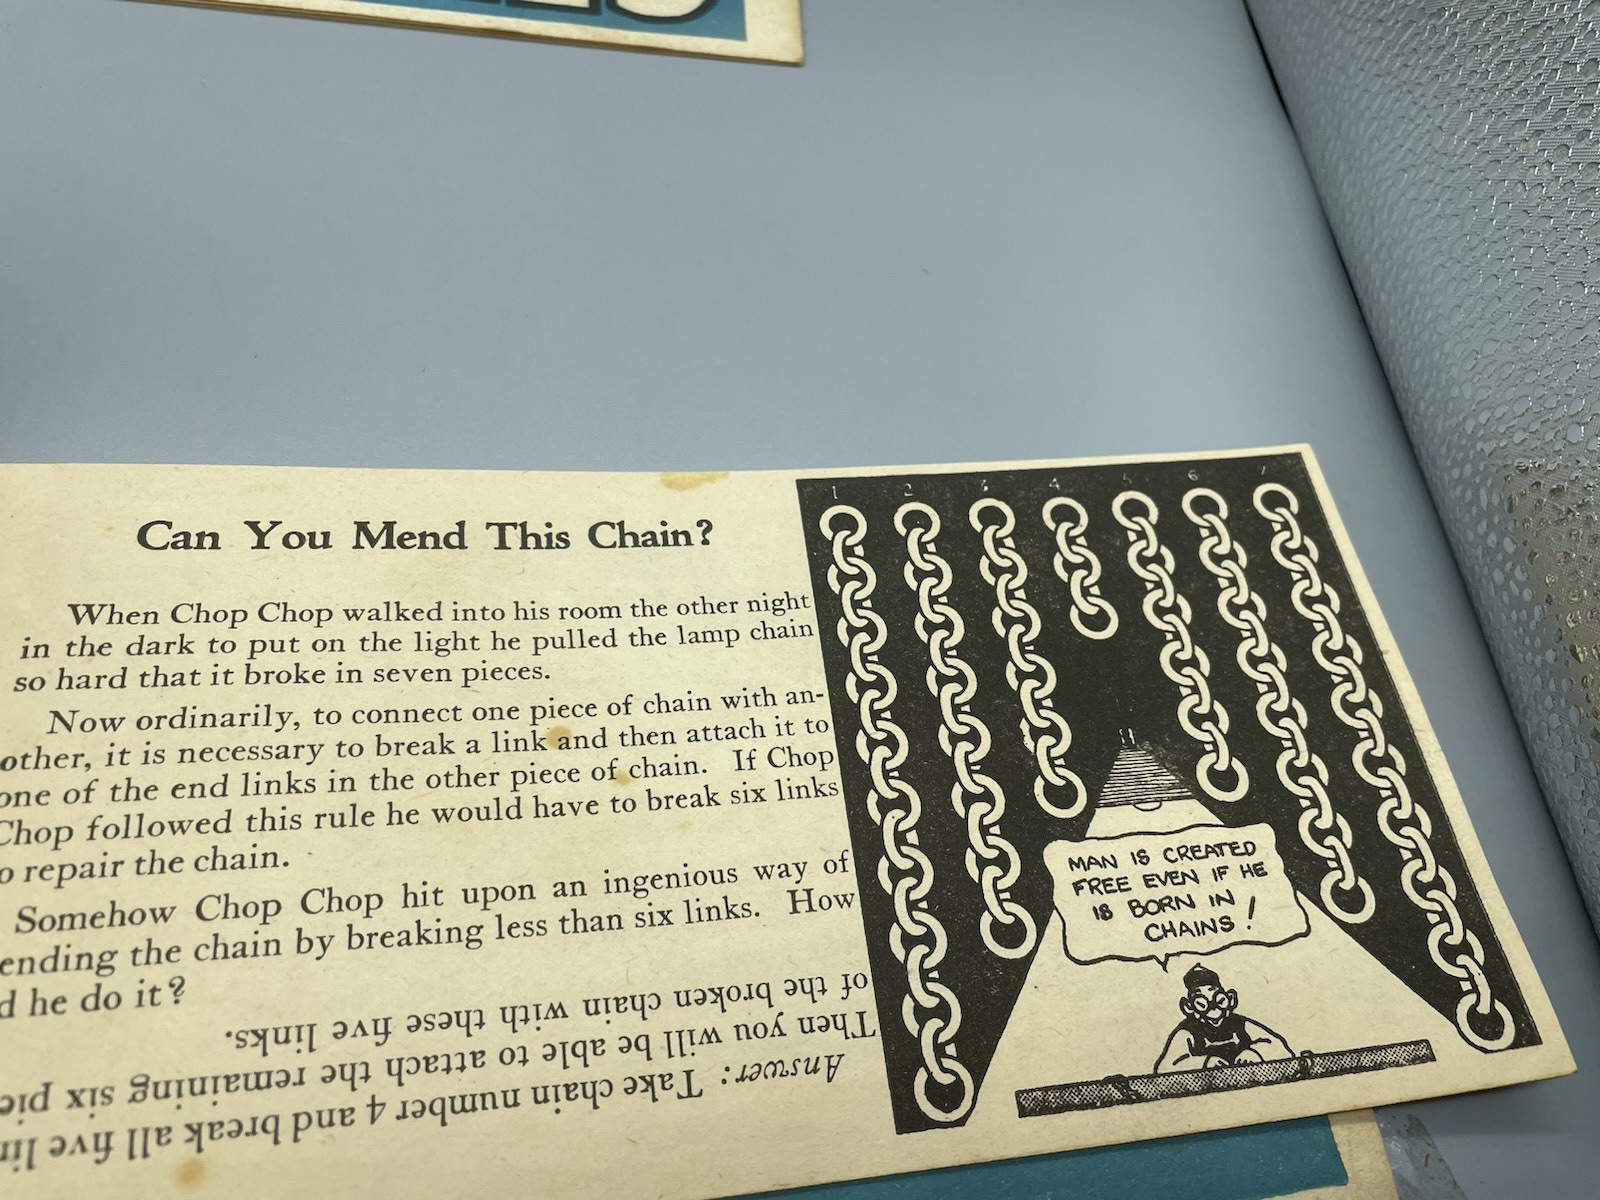 Can You Mend This Chain?
When Chop Chop walked into his room the other night
in the dark to put on the light he pulled the lamp chain
so hard that it broke in seven pieces.
Now ordinarily, to connect one piece of chain with an-
other, it is necessary to break a link and then attach it to
one of the end links in the other piece of chain. If Chop
Chop followed this rule he would have to break six links
o repair the chain.
Somehow Chop Chop hit upon an ingenious way of
ending the chain by breaking less than six links. How
d he do it?
Answer: Take chain number 4 and break all five lin
Then you will be able to attach the remaining six pie
of the broken chain with these five links.
1 2 3 4 5 6 7
MAN IS CREATED
FREE EVEN IF HE
IS BORN IN
CHAINS!